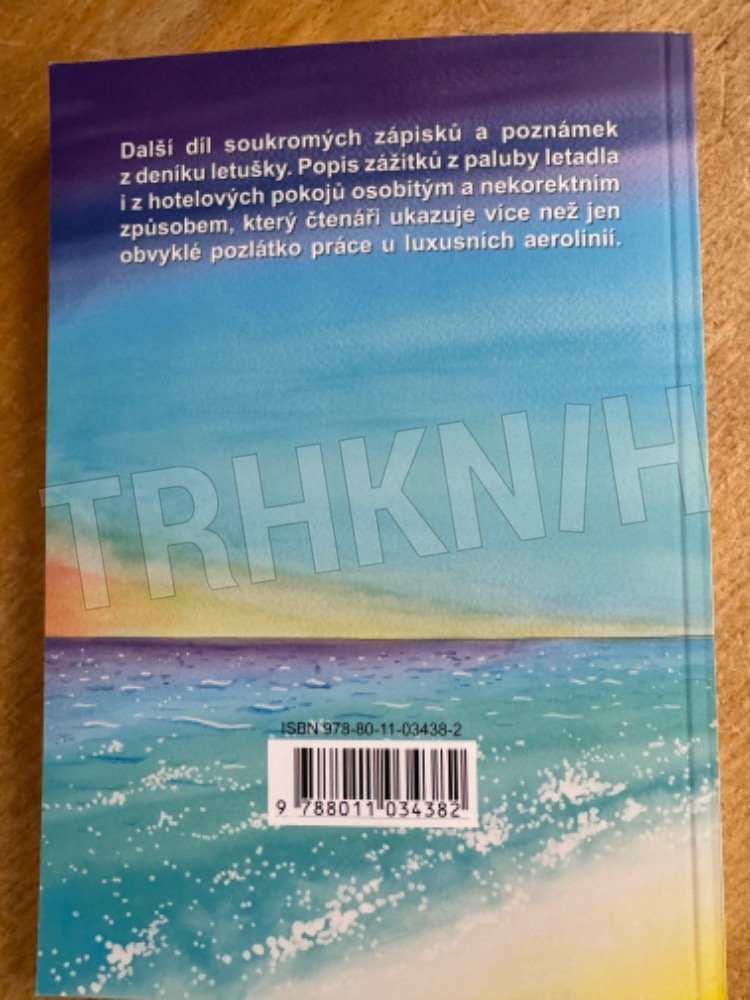 Další díl soukromých zápisků a poznámek
z deníku letušky. Popis zážitků z paluby letadla
i z hotelových pokojů osobitým a nekorektním
způsobem, který čtenáři ukazuje více než jen
obvyklé pozlátko práce u luxusních aerolinií.
TRHKNIH
ISBN 978-80-11-03438-2
9 788011 034382